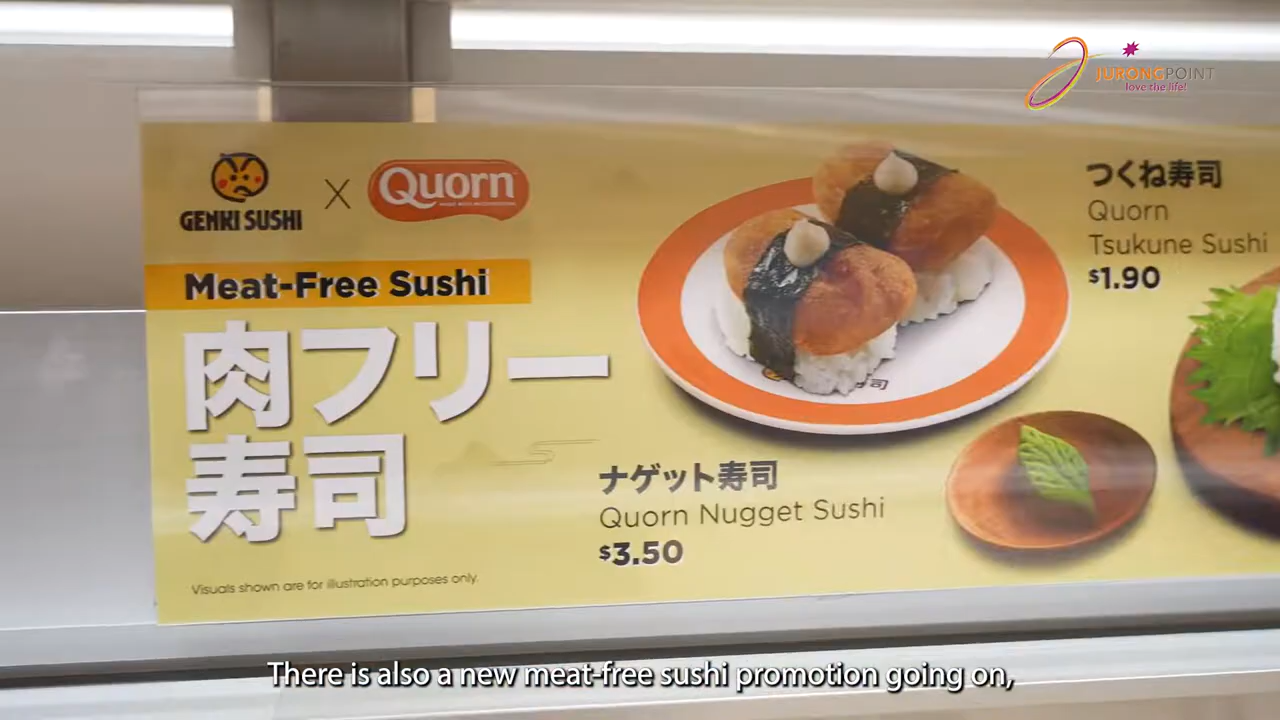 JURONGPOINT
love the life!
GENKI SUSHI
X
Quorn
Meat-Free Sushi
肉フリー
寿司
Visuals shown are for illustration purposes only.
ナゲット寿司
Quorn Nugget Sushi
$3.50
つくね寿司
Quorn
Tsukune Sushi
$1.90
There is also a new meat-free sushi promotion going on,